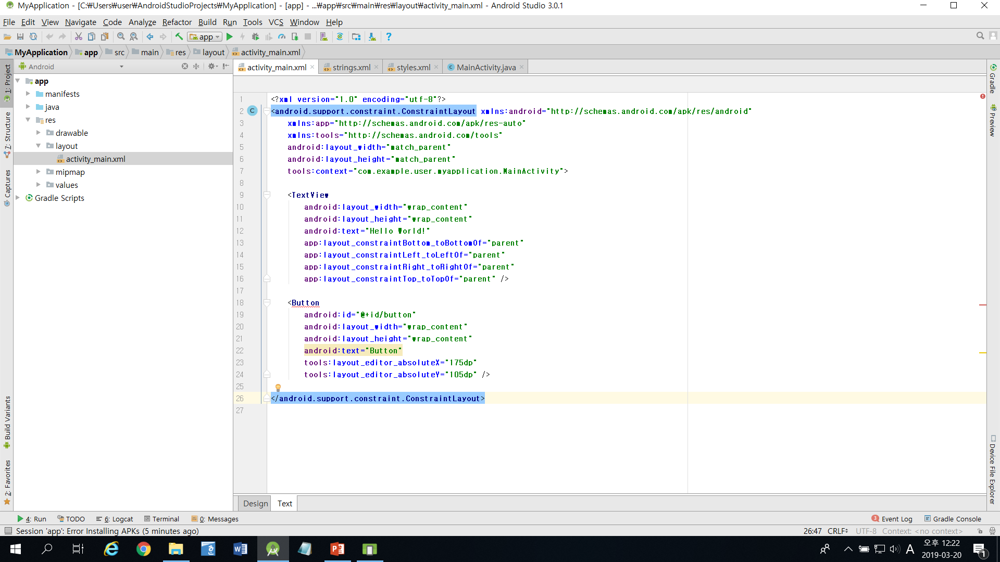 MyApplication - [C:₩Users₩user₩AndroidStudioProjects₩MyApplication] - [app] - ...₩app₩src₩main₩res₩layout₩activity_main.xml - Android Studio 3.0.1
File Edit View Navigate Code Analyze Refactor Build Run Tools VCS Window Help
app
MyApplication app src main res layout activity_main.xml
Android
activity_main.xml strings.xml styles.xml MainActivity.java
app
manifests
java
res
drawable
layout
activity_main.xml
mipmap
values
Gradle Scripts
1: Project
7: Structure
Captures
Build Variants
2: Favorites
1 <?xml version="1.0" encoding="utf-8"?>
2 <android.support.constraint.ConstraintLayout xmlns:android="http://schemas.android.com/apk/res/android"
3 xmlns:app="http://schemas.android.com/apk/res-auto"
4 xmlns:tools="http://schemas.android.com/tools"
5 android:layout_width="match_parent"
6 android:layout_height="match_parent"
7 tools:context="com.example.user.myapplication.MainActivity">
8
9 <TextView
10 android:layout_width="wrap_content"
11 android:layout_height="wrap_content"
12 android:text="Hello World!"
13 app:layout_constraintBottom_toBottomOf="parent"
14 app:layout_constraintLeft_toLeftOf="parent"
15 app:layout_constraintRight_toRightOf="parent"
16 app:layout_constraintTop_toTopOf="parent" />
17
18 <Button
19 android:id="@+id/button"
20 android:layout_width="wrap_content"
21 android:layout_height="wrap_content"
22 android:text="Button"
23 tools:layout_editor_absoluteX="175dp"
24 tools:layout_editor_absoluteY="105dp" />
25
26 </android.support.constraint.ConstraintLayout>
27
Gradle
Preview
Device File Explorer
Design Text
4: Run TODO 6: Logcat Terminal 0: Messages 3 Event Log Gradle Console
Session 'app': Error Installing APKs (5 minutes ago) 26:47 CRLF UTF-8 Context: <no context>
A 오후 12:22
2019-03-20 1